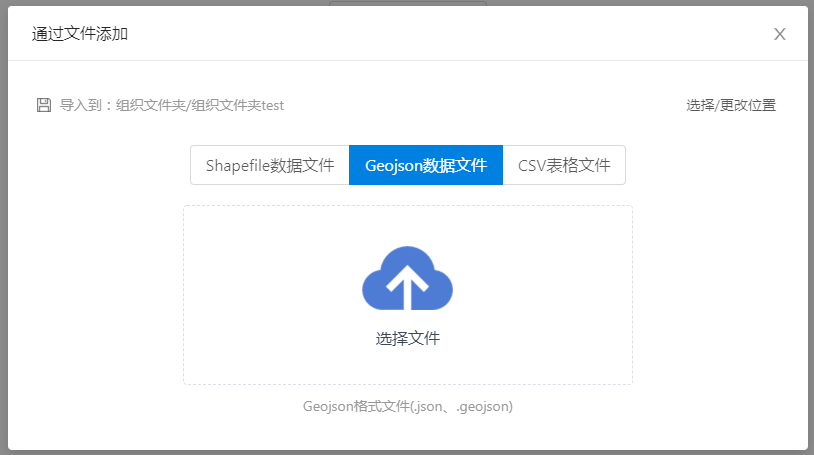 通过文件添加
导入到：组织文件夹/组织文件夹test
选择/更改位置
Shapefile数据文件
Geojson数据文件
CSV表格文件
选择文件
Geojson格式文件(.json、.geojson)